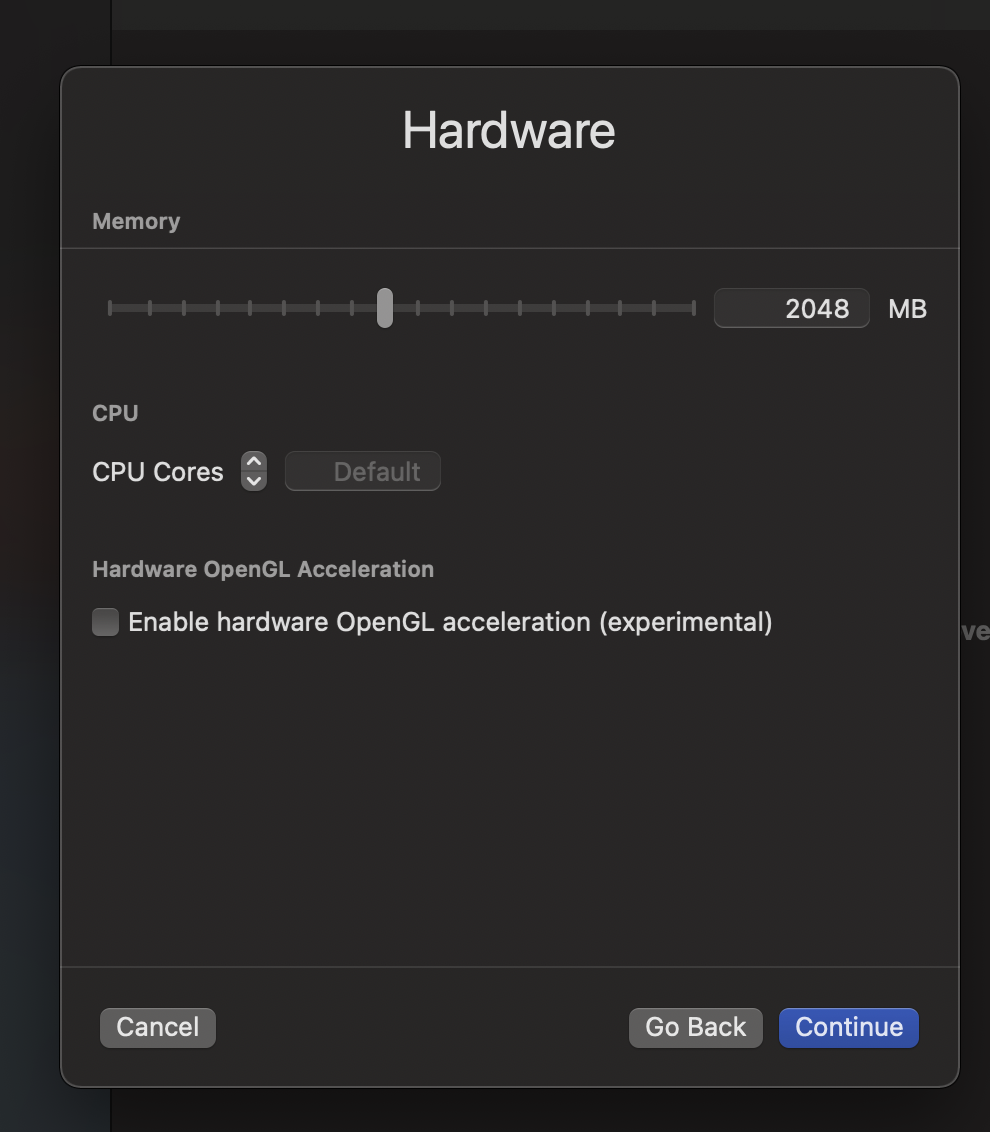 Hardware
Memory
2048 MB
CPU
CPU Cores Default
Hardware OpenGL Acceleration
Enable hardware OpenGL acceleration (experimental)
ve
Cancel Go Back Continue